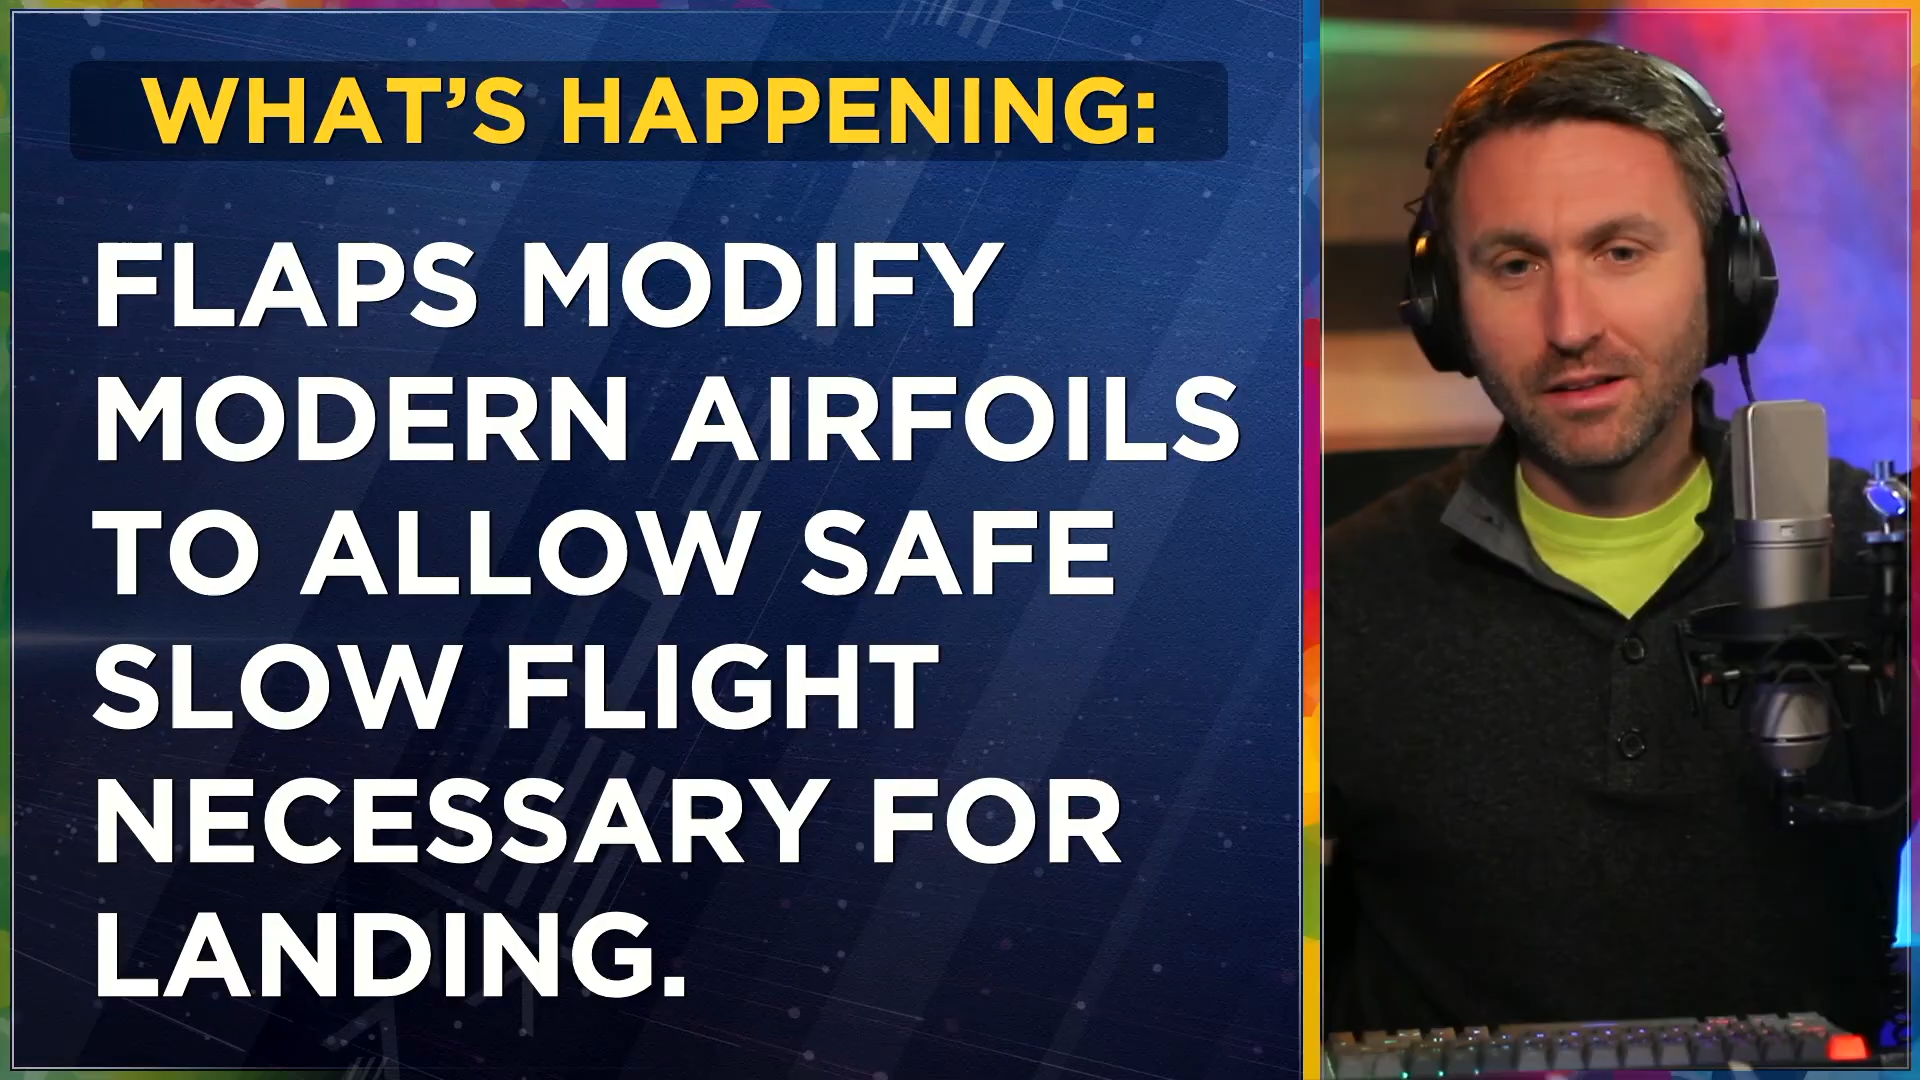 WHAT’S HAPPENING:
FLAPS MODIFY
MODERN AIRFOILS
TO ALLOW SAFE
SLOW FLIGHT
NECESSARY FOR
LANDING.